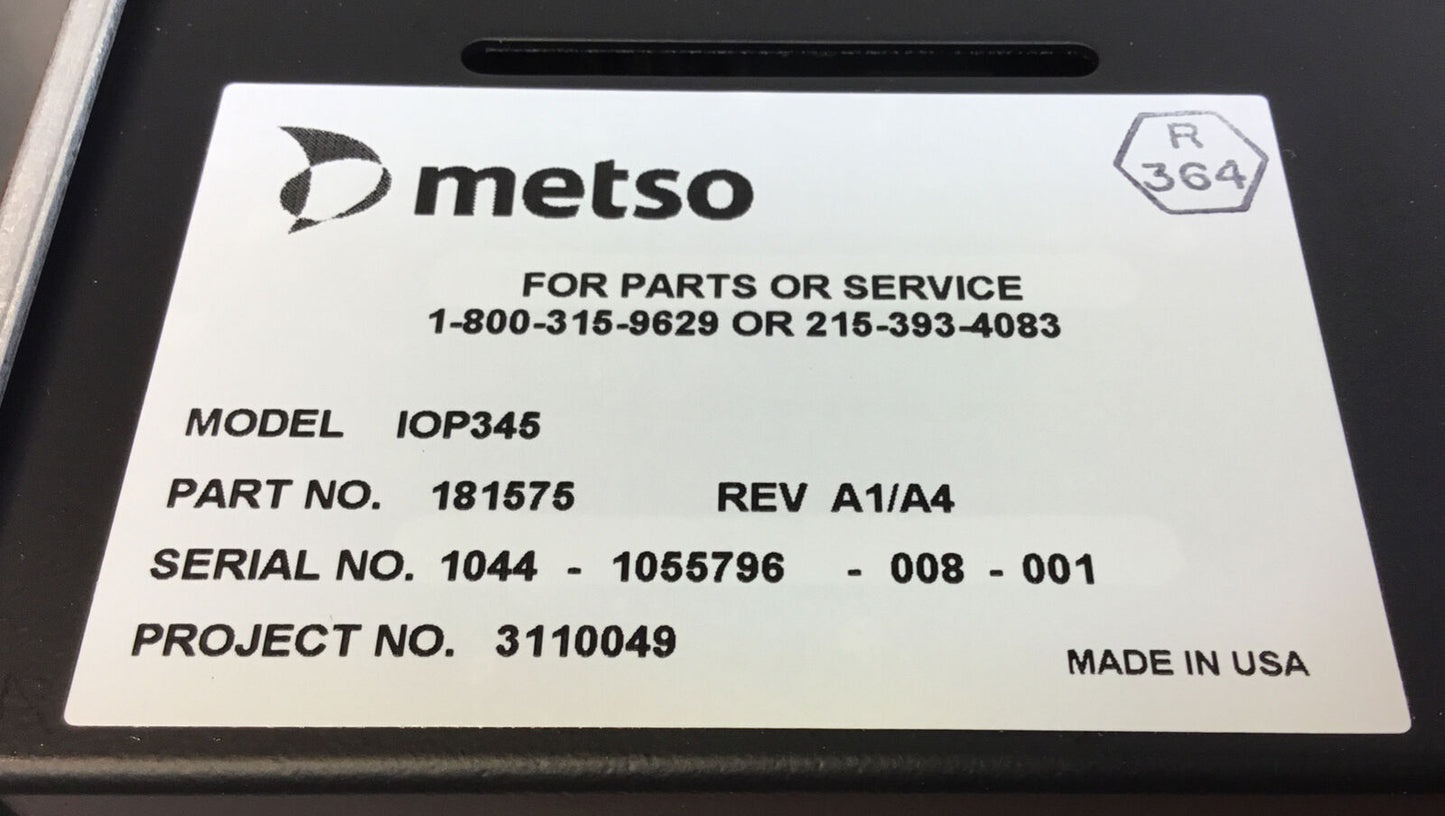 metso
R
364
FOR PARTS OR SERVICE
1-800-315-9629 OR 215-393-4083
MODEL IOP345
PART NO. 181575 REV A1/A4
SERIAL NO. 1044 - 1055796 - 008 - 001
PROJECT NO. 3110049
MADE IN USA